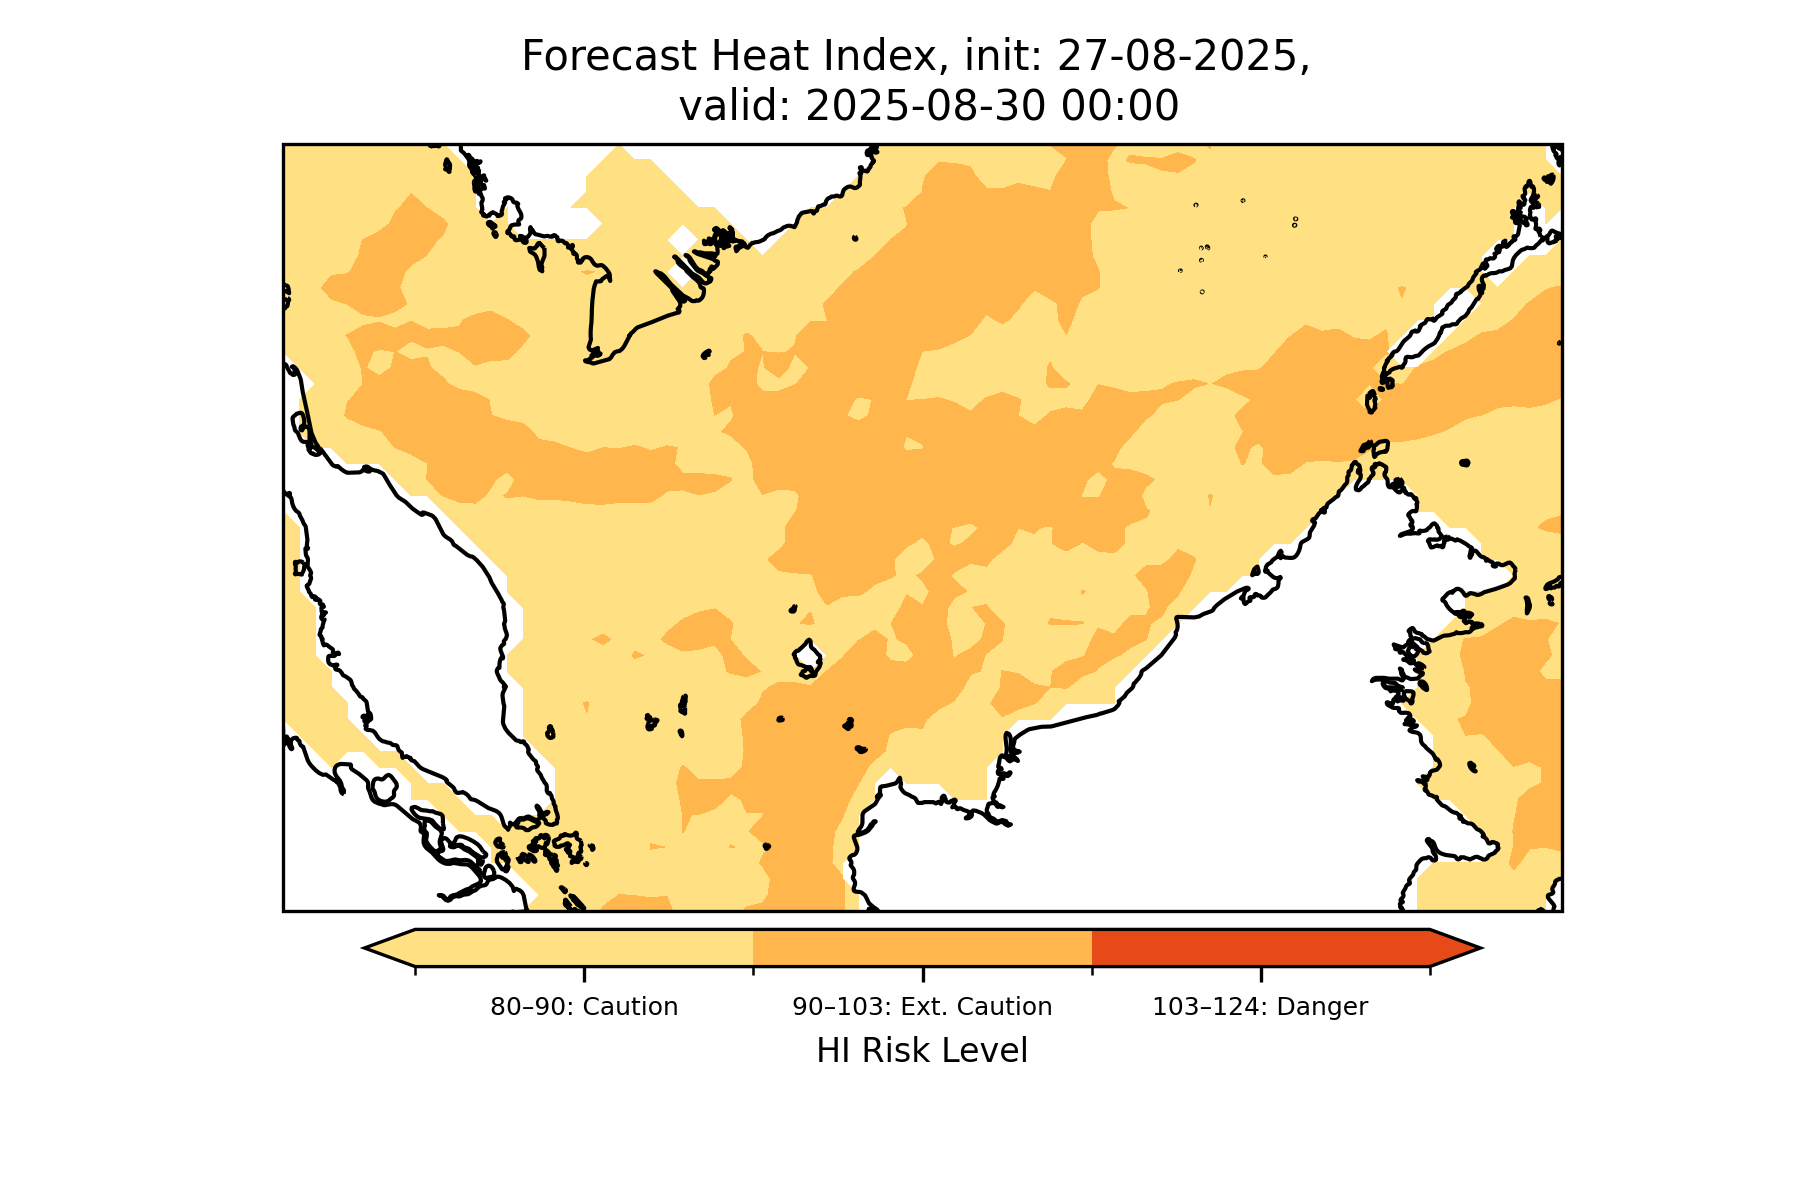 Forecast Heat Index, init: 27-08-2025,
valid: 2025-08-30 00:00
80–90: Caution
90–103: Ext. Caution
103–124: Danger
HI Risk Level